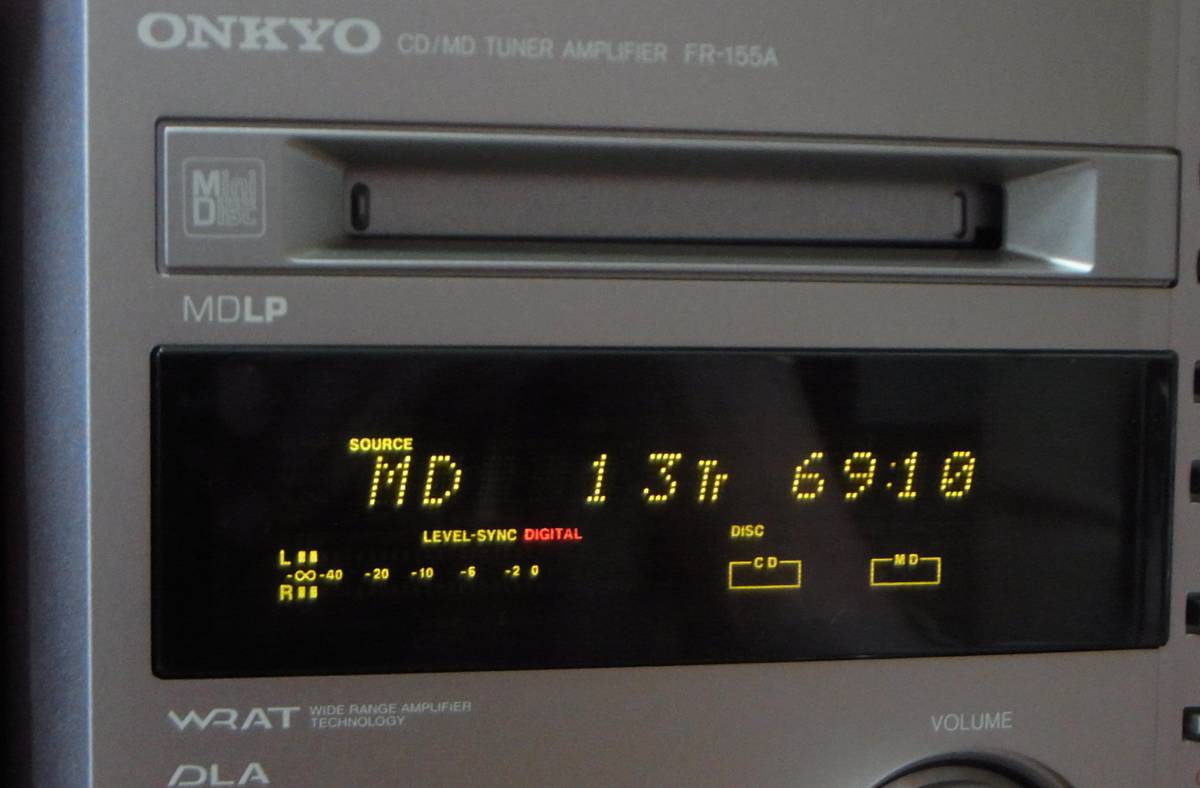 ONKYO CD/MD TUNER AMPLIFIER FR-155A
Mini
Disc
MDLP
SOURCE
MD 13Tr 69:10
LEVEL-SYNC DIGITAL DISC
L
-∞ -40 -20 -10 -6 -2 0 CD MD
R
WRAT WIDE RANGE AMPLIFIER
TECHNOLOGY
VOLUME
DLA